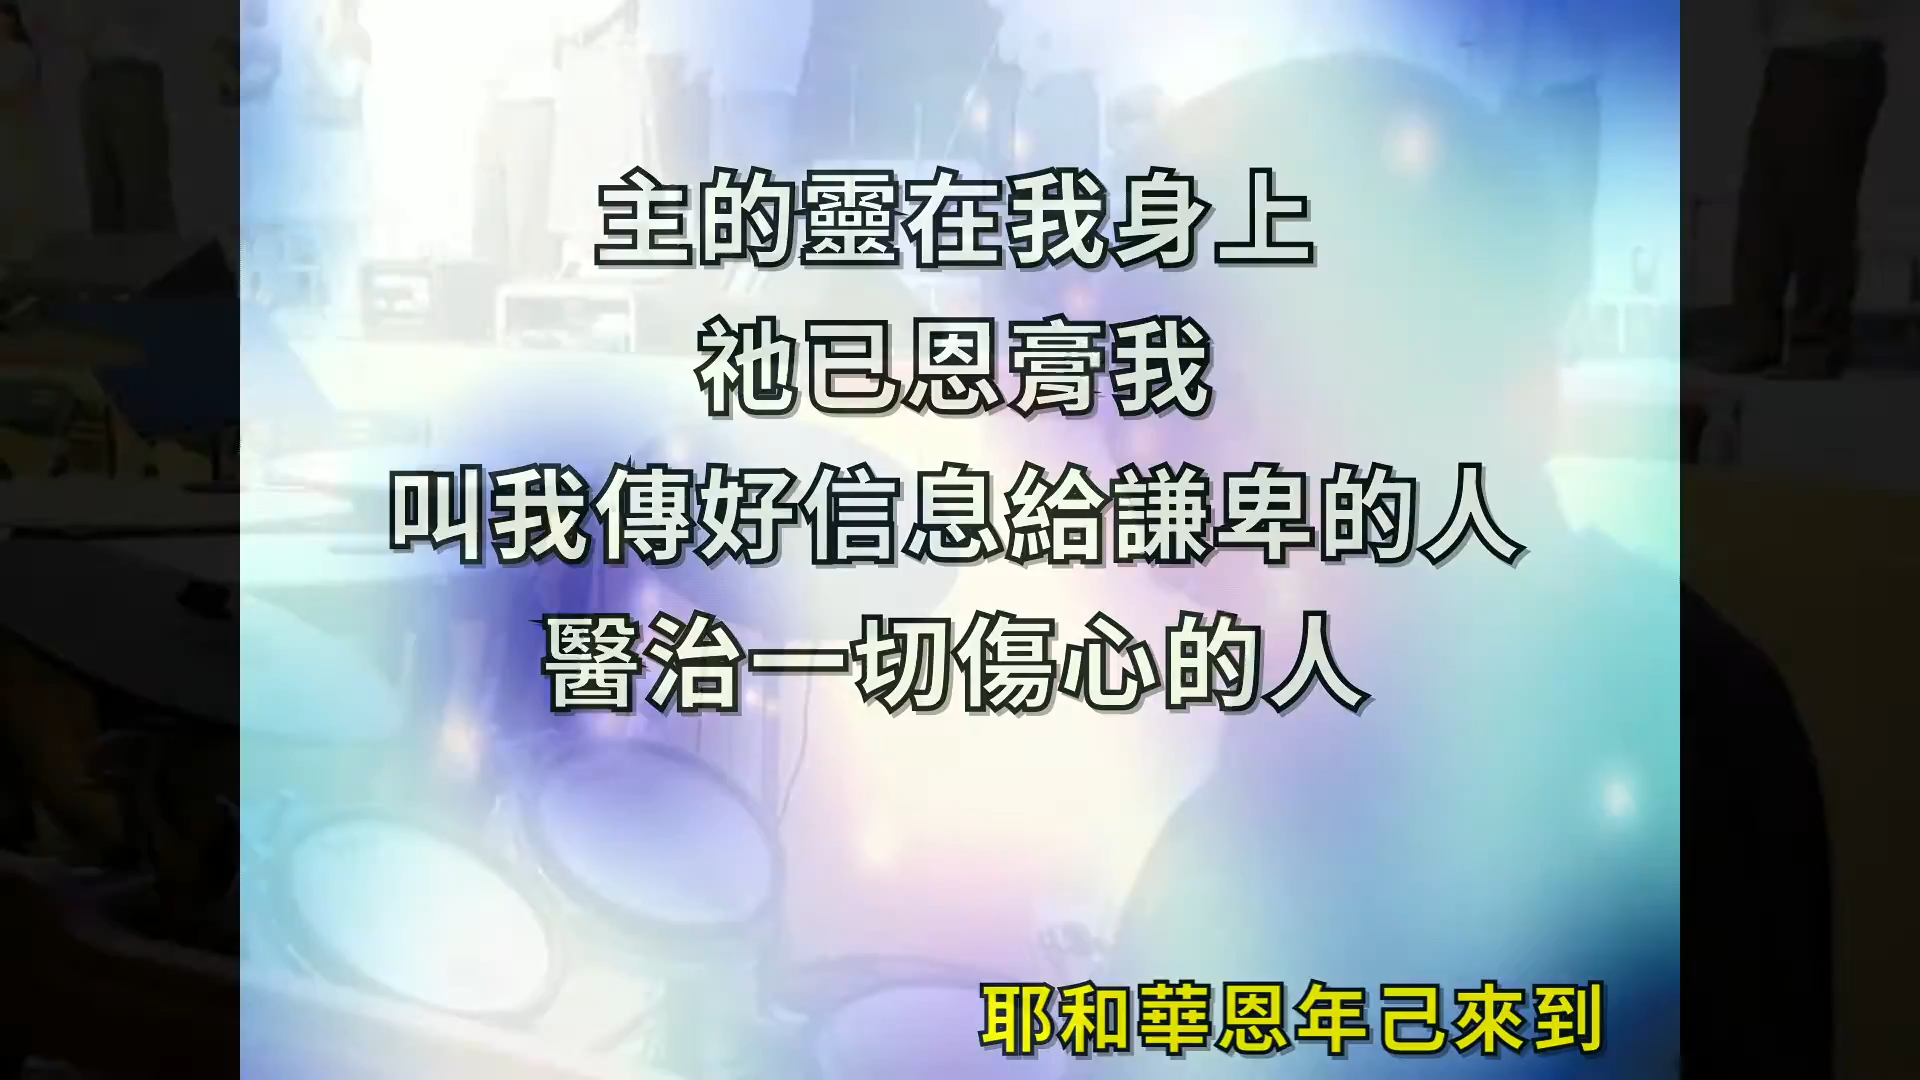 主的靈在我身上
祂已恩膏我
叫我傳好信息給謙卑的人
醫治一切傷心的人
耶和華恩年己來到